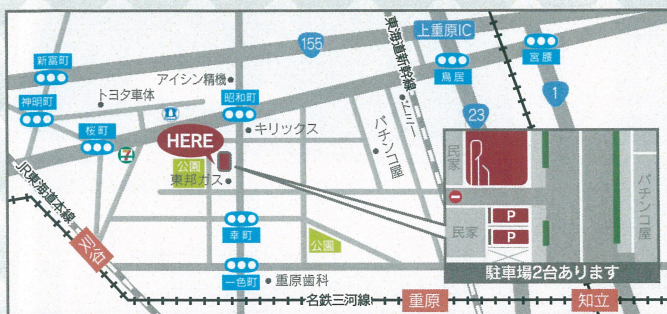 155
東海道新幹線
上重原IC
新富町
アイシン精機
宮腰
トヨタ車体
昭和町
鳥居
1
神明町
桜町
HERE
キリックス
パチンコ屋
23
7
公園
東邦ガス
JR東海道本線
刈谷
幸町
公園
一色町
重原歯科
名鉄三河線
重原
知立
民家
民家
P
P
パチンコ屋
駐車場2台あります